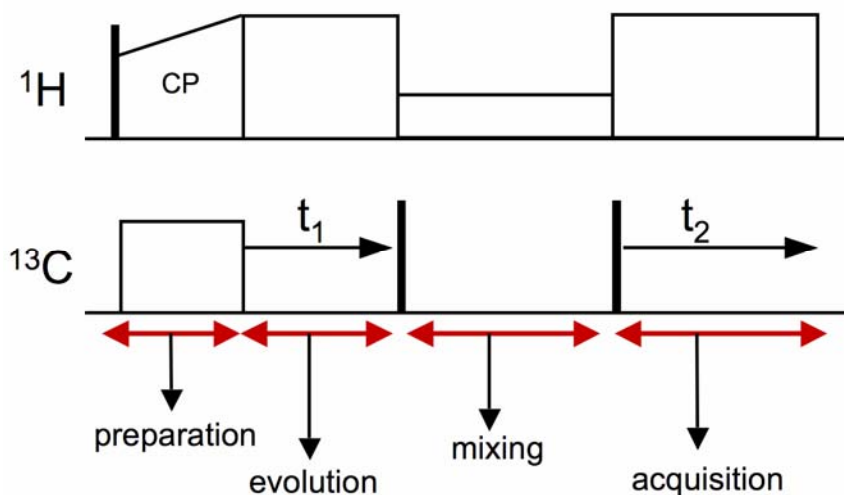 ¹H
CP
¹³C
t₁
t₂
preparation
evolution
mixing
acquisition